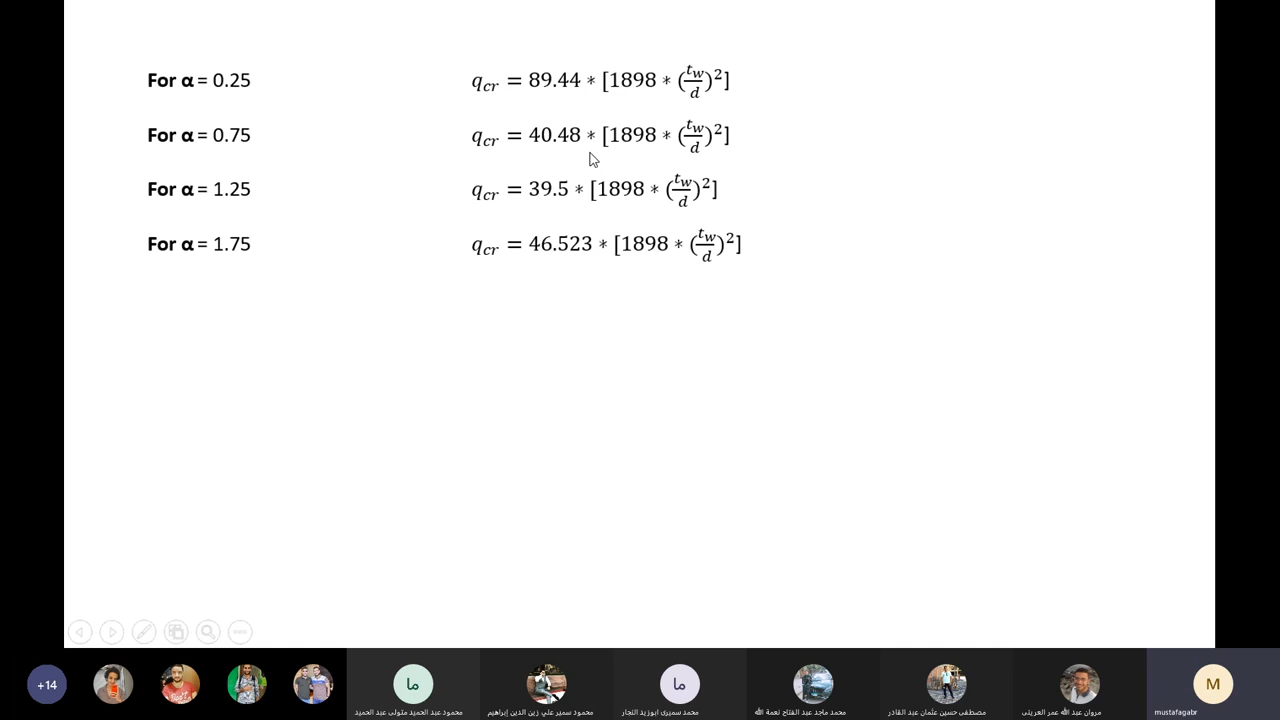 For α = 0.25 q_cr = 89.44 * [1898 * (t_w/d)^2]
For α = 0.75 q_cr = 40.48 * [1898 * (t_w/d)^2]
For α = 1.25 q_cr = 39.5 * [1898 * (t_w/d)^2]
For α = 1.75 q_cr = 46.523 * [1898 * (t_w/d)^2]
+14
ما
ما
M
محمود عبد الحميد متولى عبد الحميد
محمود سمير علي زين الدين إبراهيم
محمد سميرى ابوزيد النجار
محمد ماجد عبد الفتاح نعمة الله
مصطفى حسين عثمان عبد القادر
مروان عبد الله عمر العرينى
mustafagabr